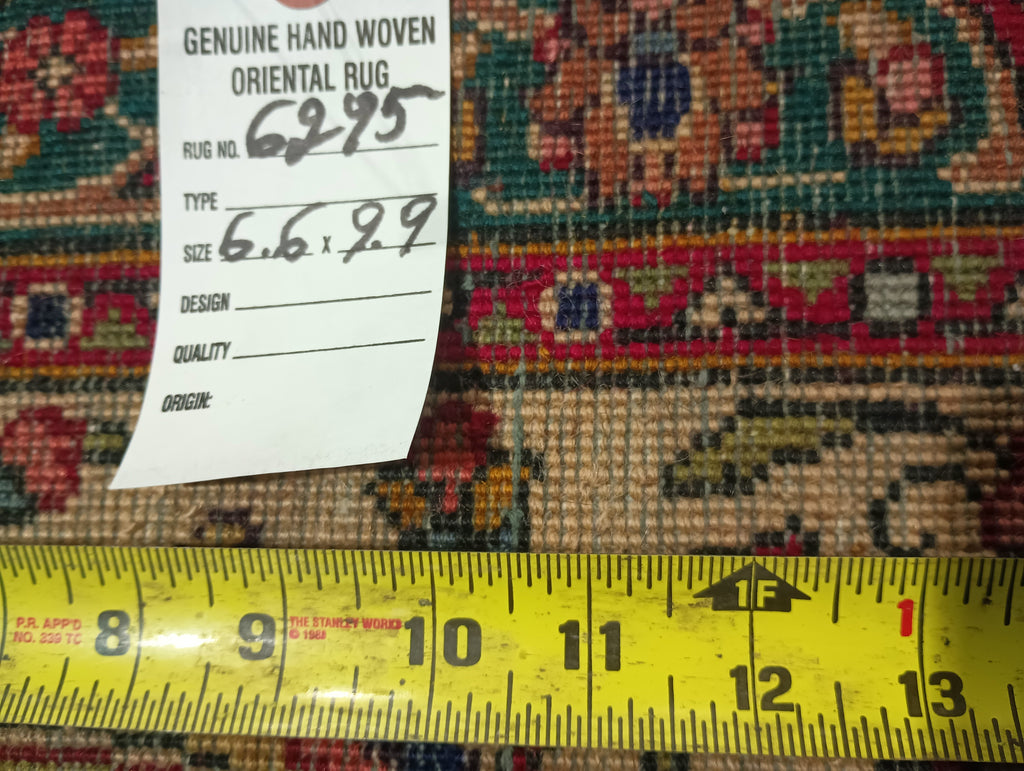 GENUINE HAND WOVEN
ORIENTAL RUG
RUG NO. 6295
TYPE
SIZE 6.6 x 9.9
DESIGN
QUALITY
ORIGIN:
1F
P.R. APP'D
NO. 339 TC
8 9 THE STANLEY WORKS
© 1988
10 11 12 1 13